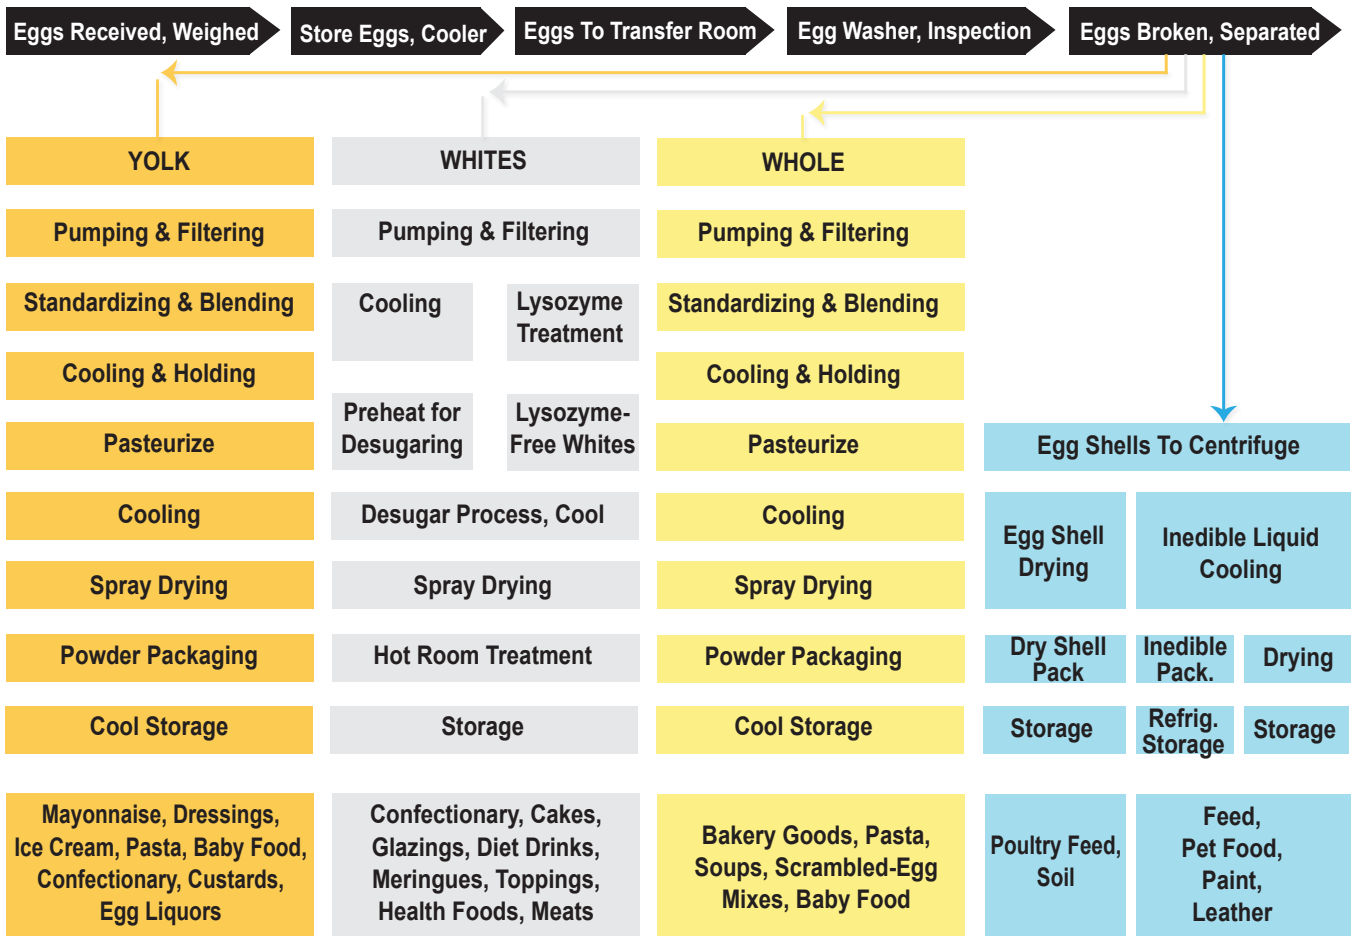 Eggs Received, Weighed
Store Eggs, Cooler
Eggs To Transfer Room
Egg Washer, Inspection
Eggs Broken, Separated
YOLK
Pumping & Filtering
Standardizing & Blending
Cooling & Holding
Pasteurize
Cooling
Spray Drying
Powder Packaging
Cool Storage
Mayonnaise, Dressings,
Ice Cream, Pasta, Baby Food,
Confectionary, Custards,
Egg Liquors
WHITES
Pumping & Filtering
Cooling
Lysozyme
Treatment
Preheat for
Desugaring
Lysozyme-
Free Whites
Desugar Process, Cool
Spray Drying
Hot Room Treatment
Storage
Confectionary, Cakes,
Glazings, Diet Drinks,
Meringues, Toppings,
Health Foods, Meats
WHOLE
Pumping & Filtering
Standardizing & Blending
Cooling & Holding
Pasteurize
Cooling
Spray Drying
Powder Packaging
Cool Storage
Bakery Goods, Pasta,
Soups, Scrambled-Egg
Mixes, Baby Food
Egg Shells To Centrifuge
Egg Shell
Drying
Inedible Liquid
Cooling
Dry Shell
Pack
Inedible
Pack.
Drying
Storage
Refrig.
Storage
Storage
Poultry Feed,
Soil
Feed,
Pet Food,
Paint,
Leather